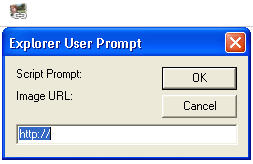 Explorer User Prompt
Script Prompt:
OK
Image URL:
Cancel
http://